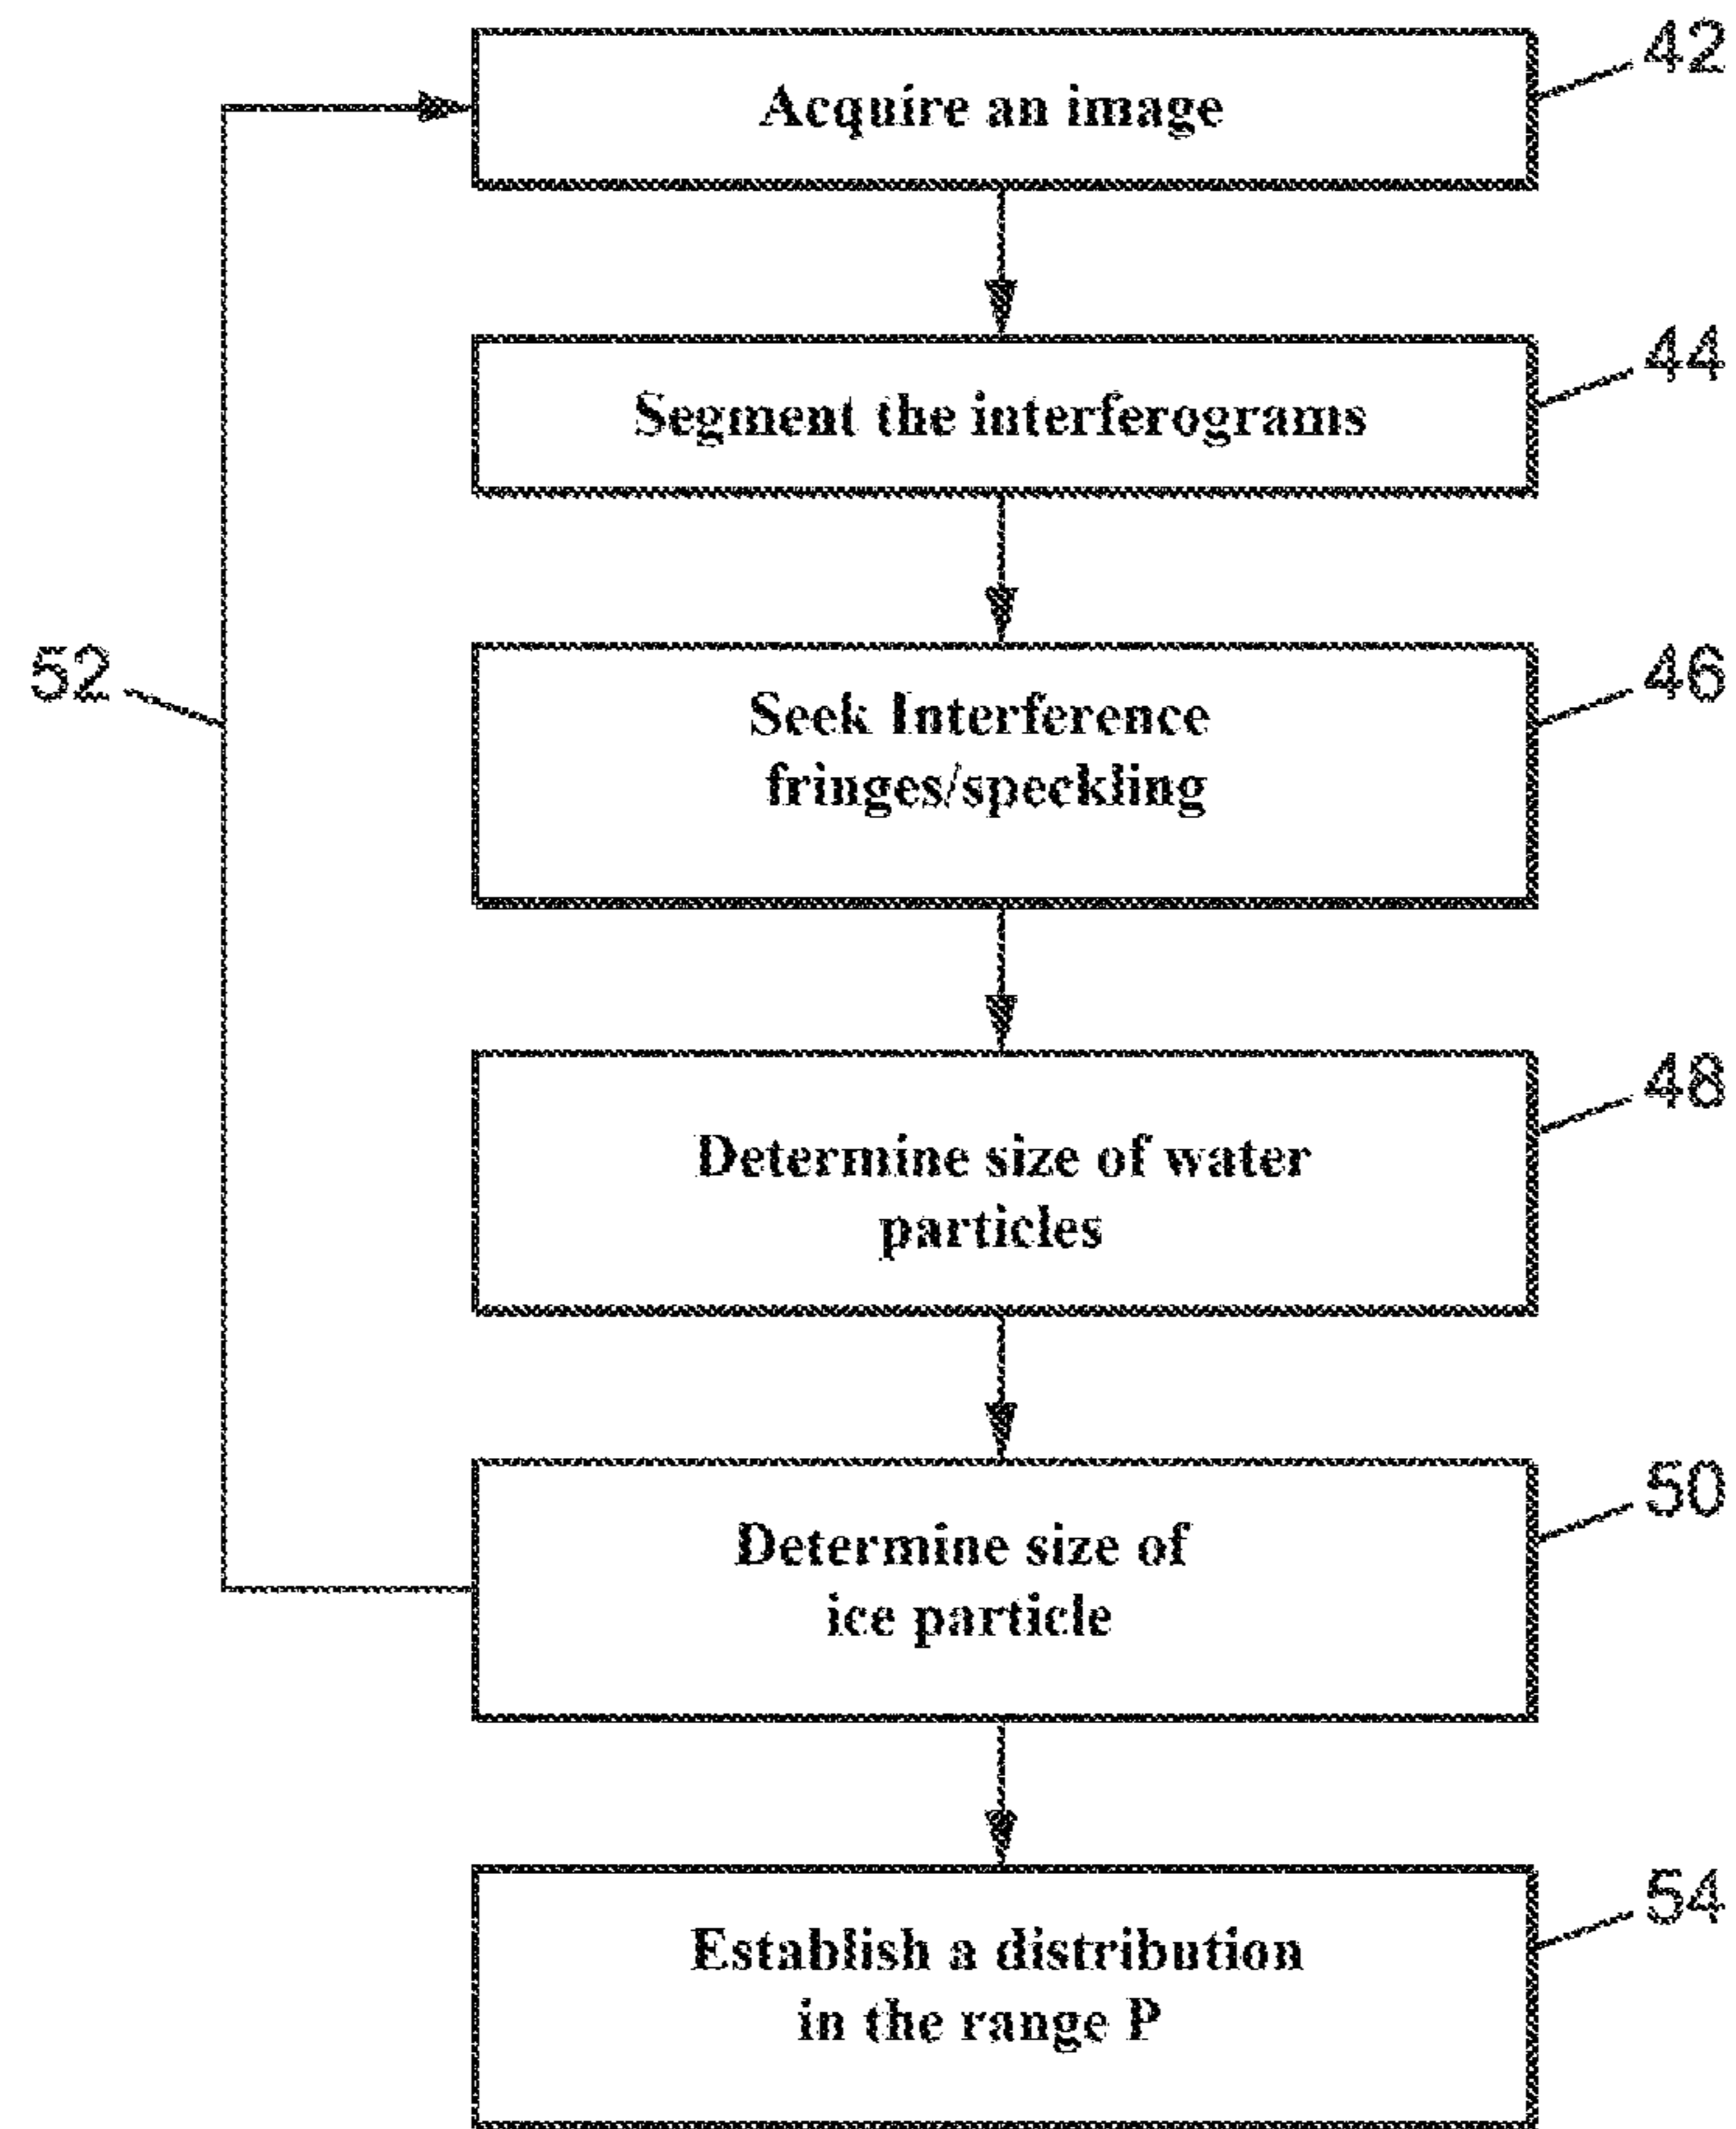 42
Acquire an image
44
Segment the interferograms
52
46
Seek Interference
fringes/speckling
48
Determine size of water
particles
50
Determine size of
ice particle
54
Establish a distribution
in the range P